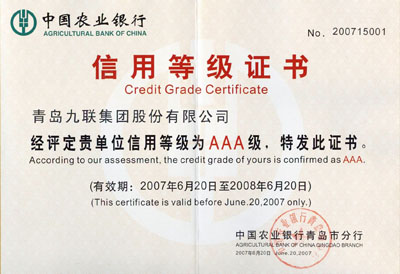 中国农业银行
AGRICULTURAL BANK OF CHINA
No. 200715001
信用等级证书
Credit Grade Certificate
青岛九联集团股份有限公司
经评定贵单位信用等级为AAA级，特发此证书。
According to our assessment, the credit grade of yours is confirmed as AAA.
(有效期：2007年6月20日至2008年6月20日)
(This certificate is valid before June.20,2007 only.)
中国农业银行青岛市分行
AGRICULTURAL BANK OF CHINA QINGDAO BRANCH
2007年6月20日 June.20,2007